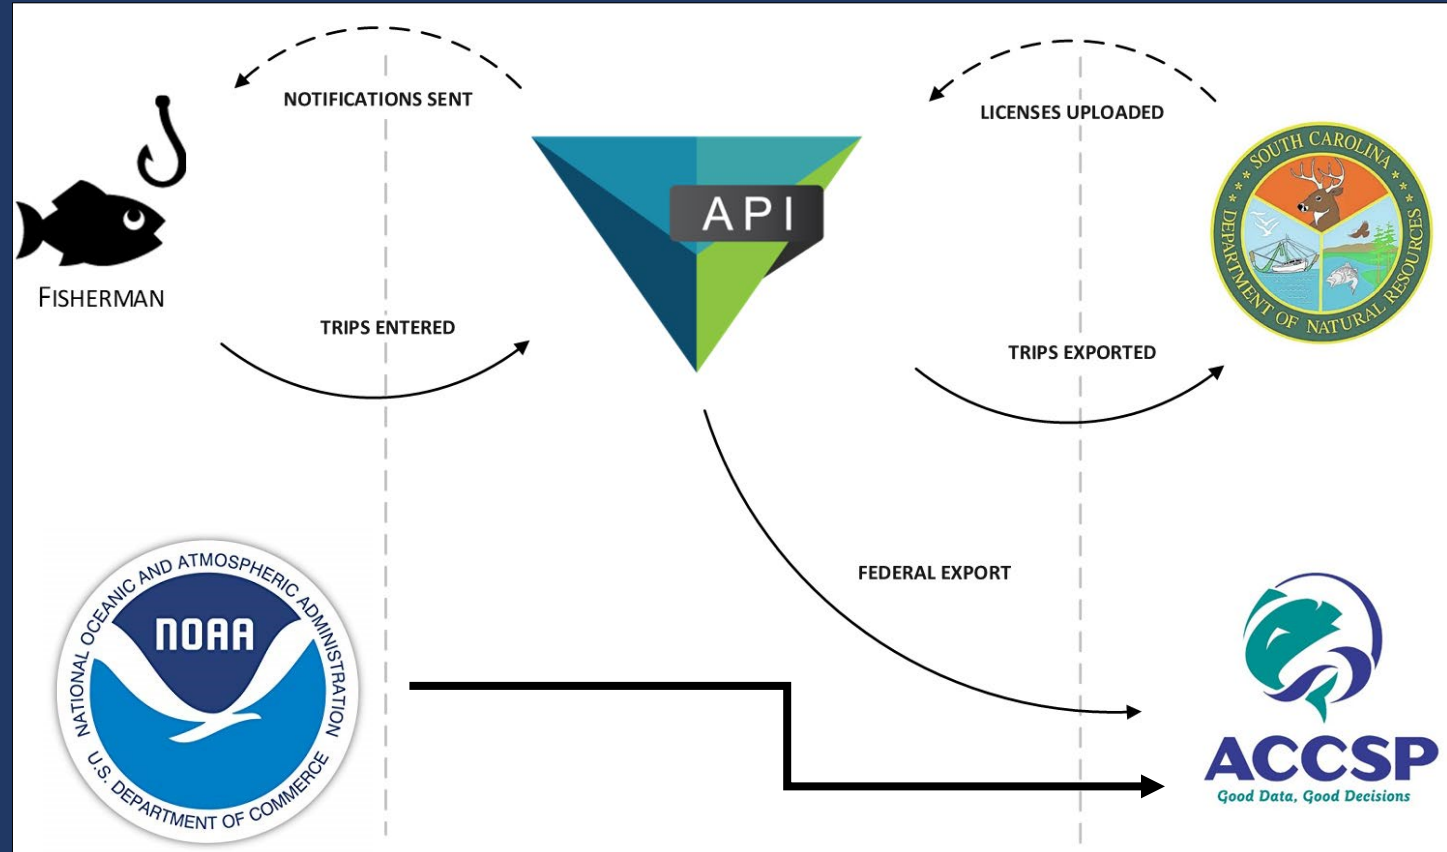 NOTIFICATIONS SENT
LICENSES UPLOADED
SOUTH CAROLINA
DEPARTMENT OF NATURAL RESOURCES
API
FISHERMAN
TRIPS ENTERED
TRIPS EXPORTED
FEDERAL EXPORT
NATIONAL OCEANIC AND ATMOSPHERIC ADMINISTRATION
NOAA
U.S. DEPARTMENT OF COMMERCE
ACCSP
Good Data, Good Decisions